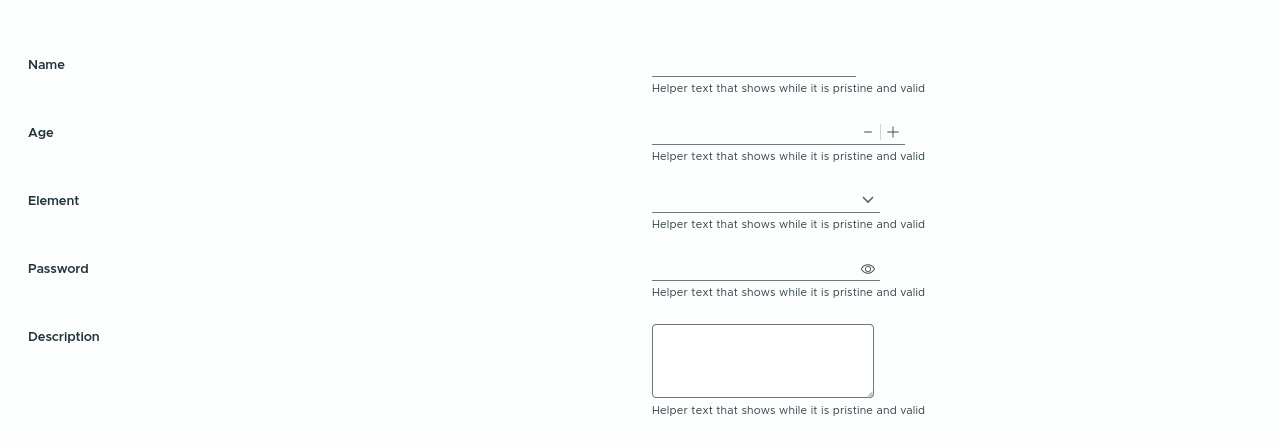 Name
Helper text that shows while it is pristine and valid
Age
Helper text that shows while it is pristine and valid
Element
Helper text that shows while it is pristine and valid
Password
Helper text that shows while it is pristine and valid
Description
Helper text that shows while it is pristine and valid